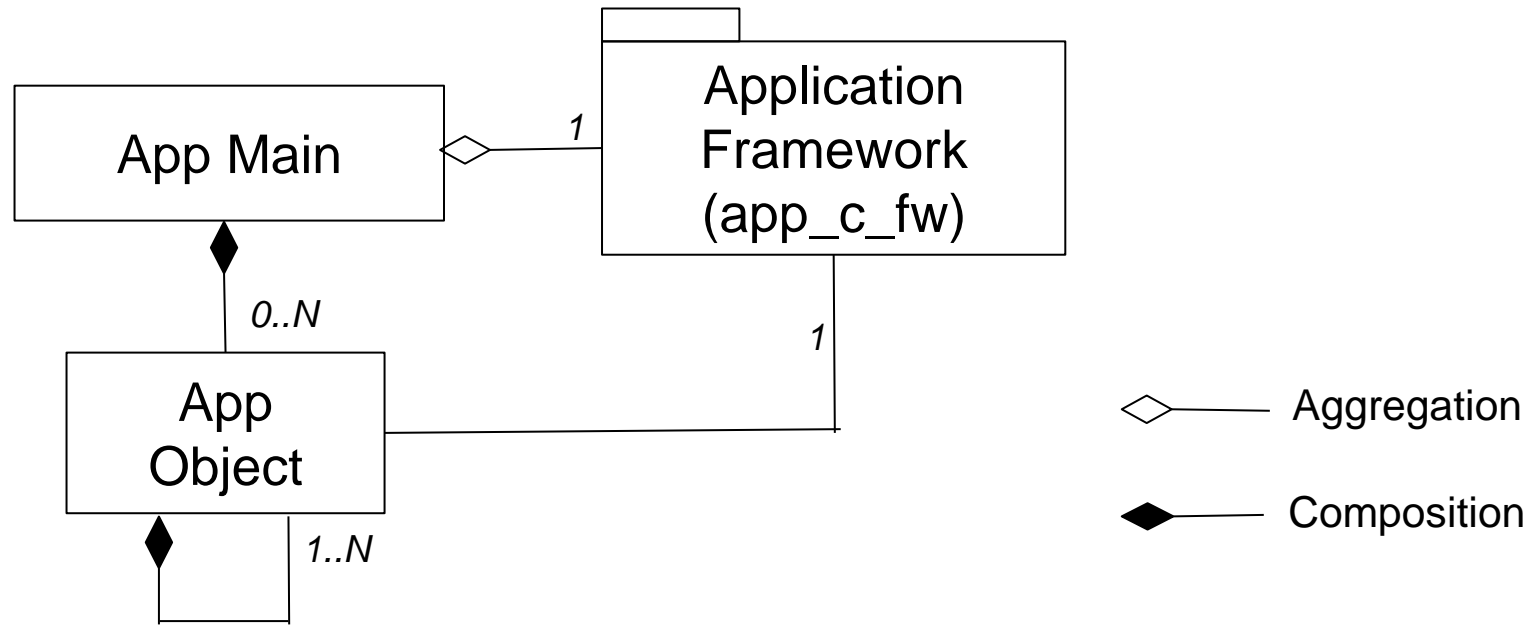 Application
Framework
(app_c_fw)
App Main
1
0..N
1
App
Object
1..N
Aggregation
Composition